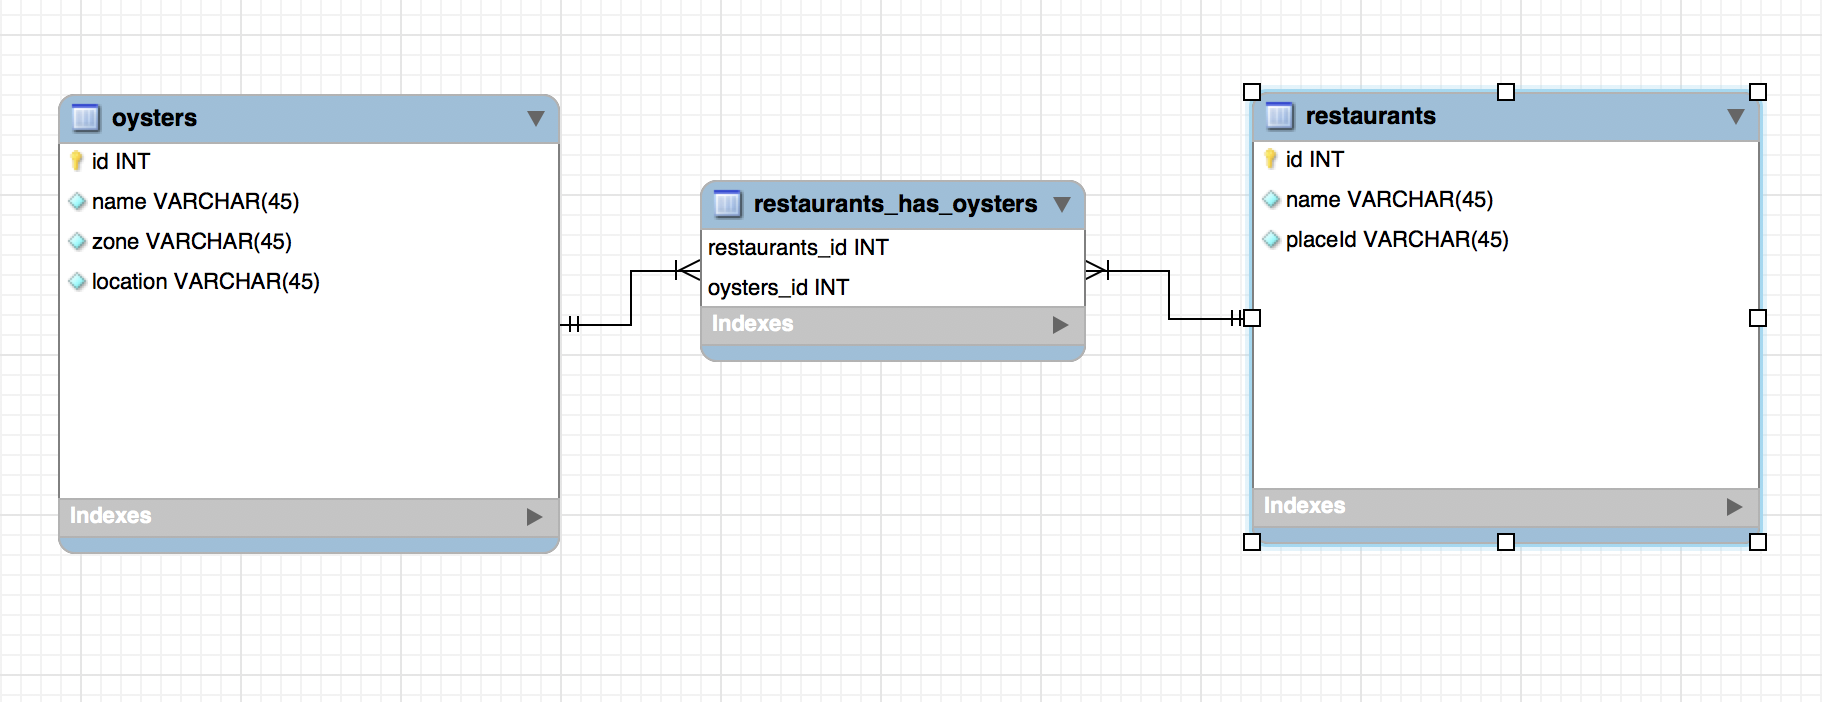 oysters
id INT
name VARCHAR(45)
zone VARCHAR(45)
location VARCHAR(45)
Indexes
restaurants_has_oysters
restaurants_id INT
oysters_id INT
Indexes
restaurants
id INT
name VARCHAR(45)
placeId VARCHAR(45)
Indexes